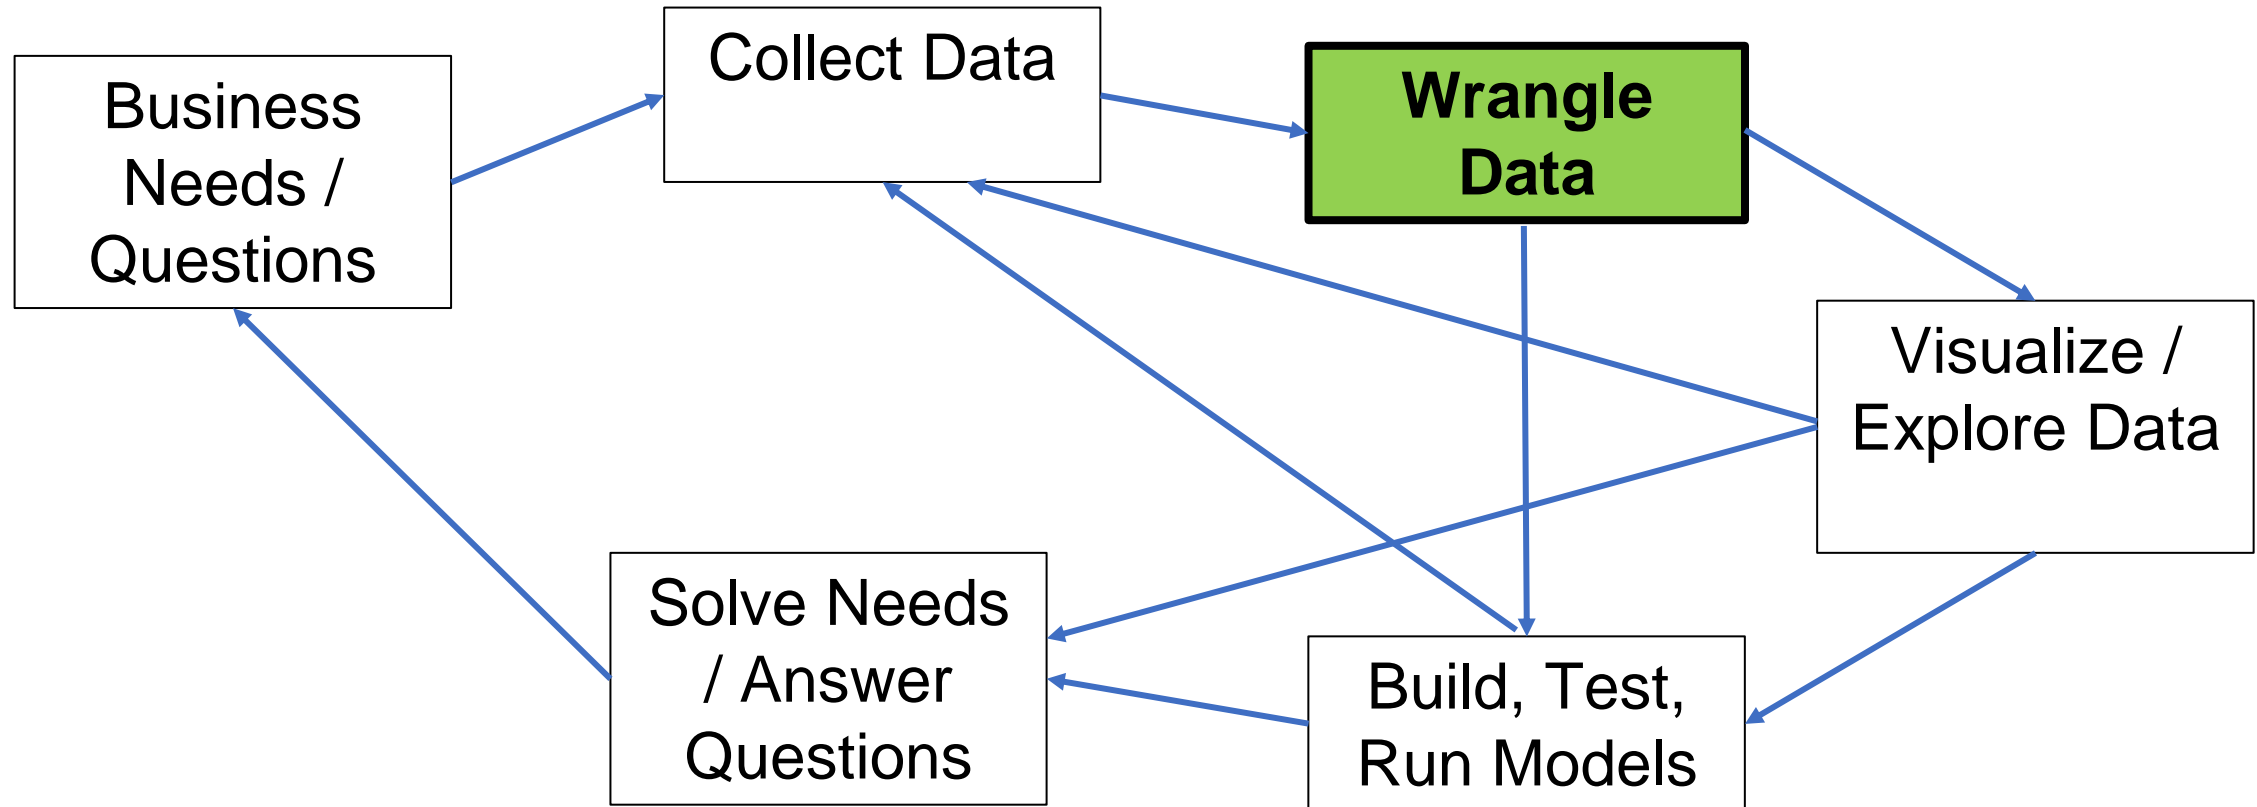 Business
Needs /
Questions
Collect Data
Wrangle
Data
Visualize /
Explore Data
Build, Test,
Run Models
Solve Needs
/ Answer
Questions